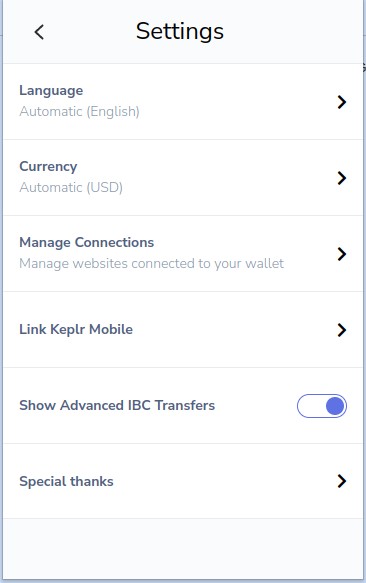 Settings
Language
Automatic (English)
Currency
Automatic (USD)
Manage Connections
Manage websites connected to your wallet
Link Keplr Mobile
Show Advanced IBC Transfers
Special thanks